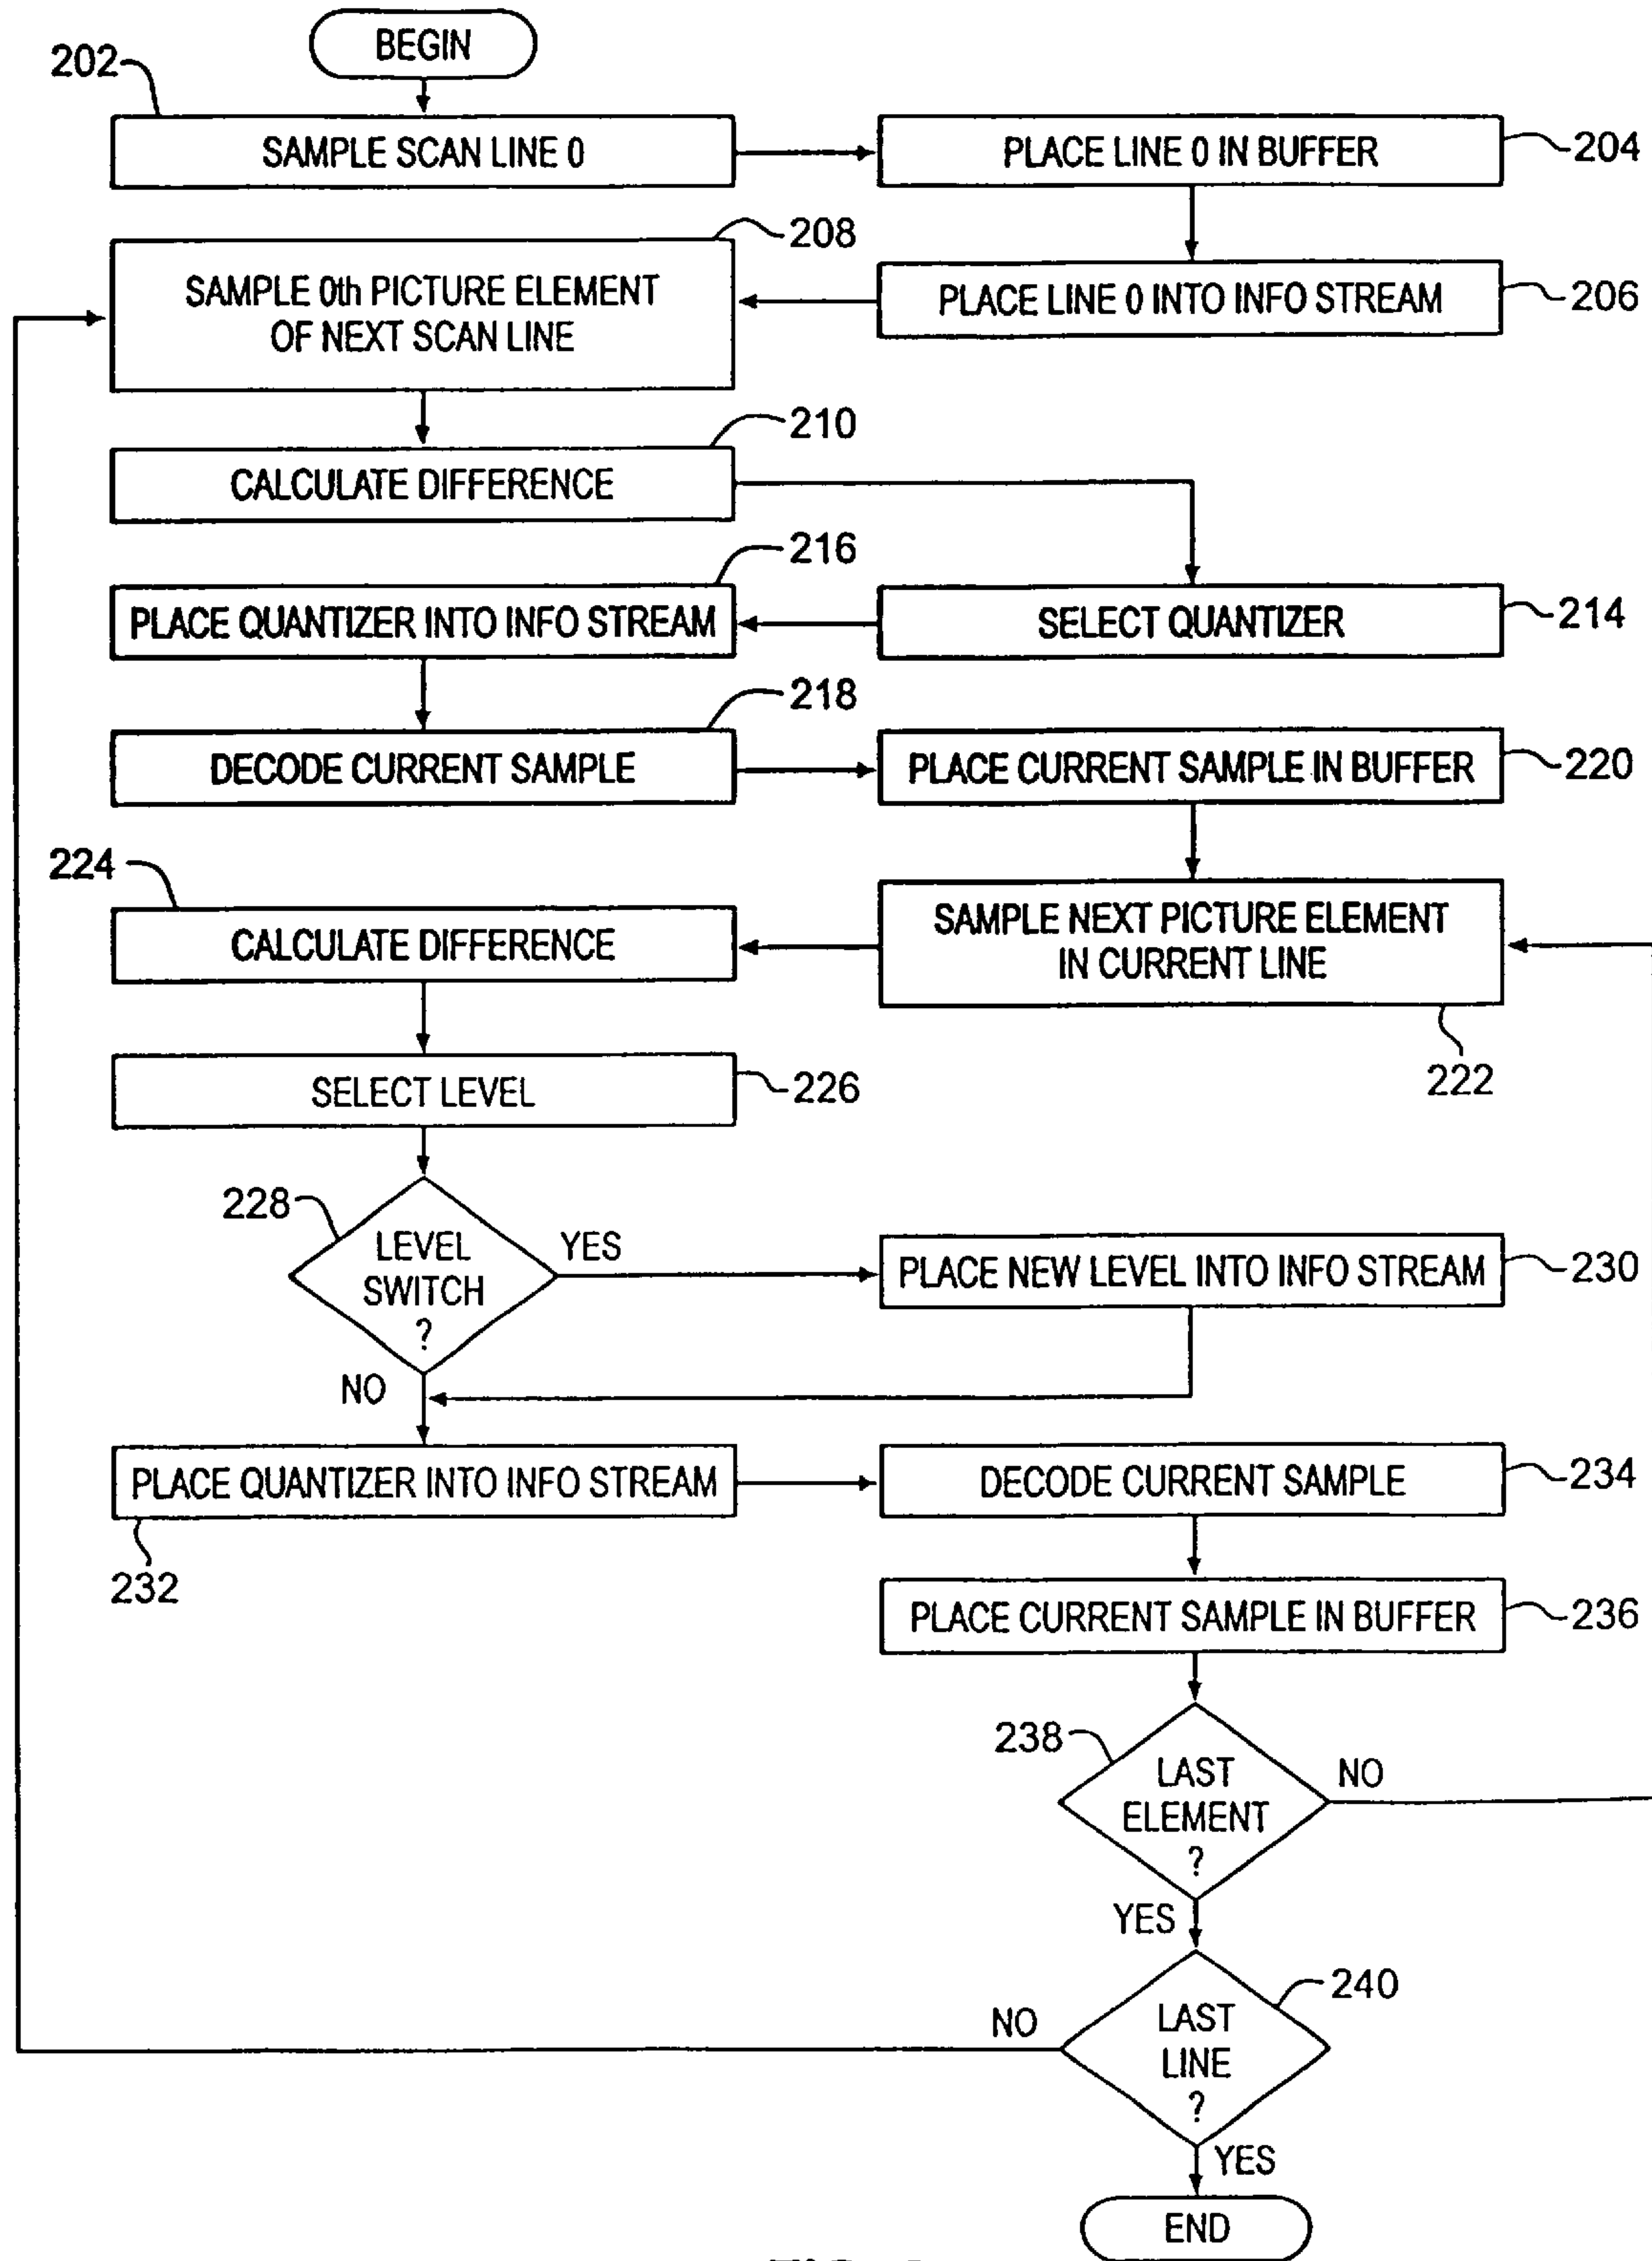 BEGIN
202
SAMPLE SCAN LINE 0
PLACE LINE 0 IN BUFFER
204
208
SAMPLE 0th PICTURE ELEMENT
OF NEXT SCAN LINE
PLACE LINE 0 INTO INFO STREAM
206
210
CALCULATE DIFFERENCE
216
PLACE QUANTIZER INTO INFO STREAM
SELECT QUANTIZER
214
218
DECODE CURRENT SAMPLE
PLACE CURRENT SAMPLE IN BUFFER
220
224
CALCULATE DIFFERENCE
SAMPLE NEXT PICTURE ELEMENT
IN CURRENT LINE
222
SELECT LEVEL
226
228
LEVEL
SWITCH
?
YES
PLACE NEW LEVEL INTO INFO STREAM
230
NO
PLACE QUANTIZER INTO INFO STREAM
232
DECODE CURRENT SAMPLE
234
PLACE CURRENT SAMPLE IN BUFFER
236
238
LAST
ELEMENT
?
NO
YES
240
LAST
LINE
?
NO
YES
END